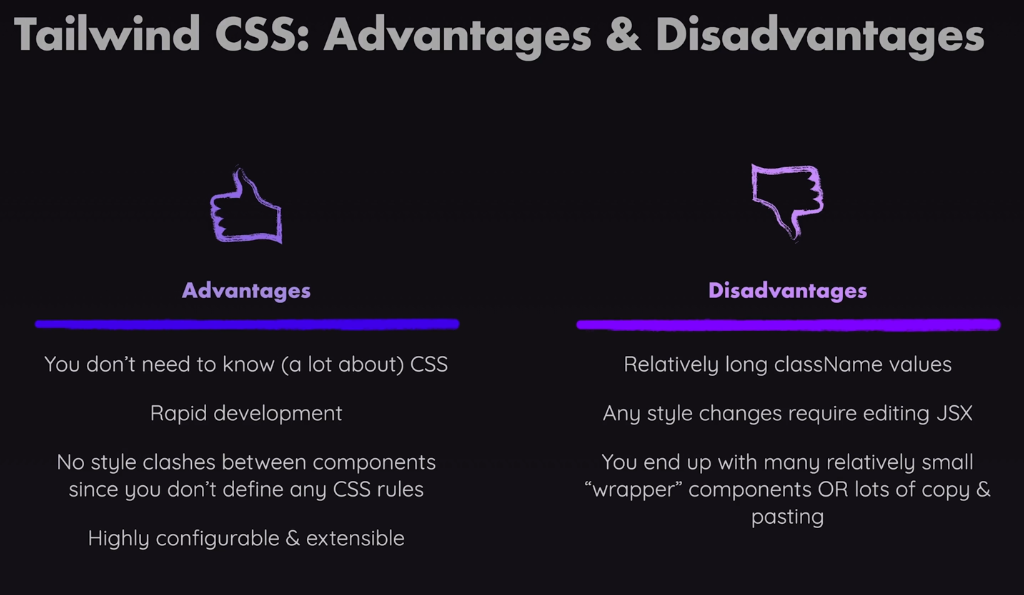 Tailwind CSS: Advantages & Disadvantages
Advantages
You don’t need to know (a lot about) CSS
Rapid development
No style clashes between components
since you don’t define any CSS rules
Highly configurable & extensible
Disadvantages
Relatively long className values
Any style changes require editing JSX
You end up with many relatively small
“wrapper” components OR lots of copy &
pasting